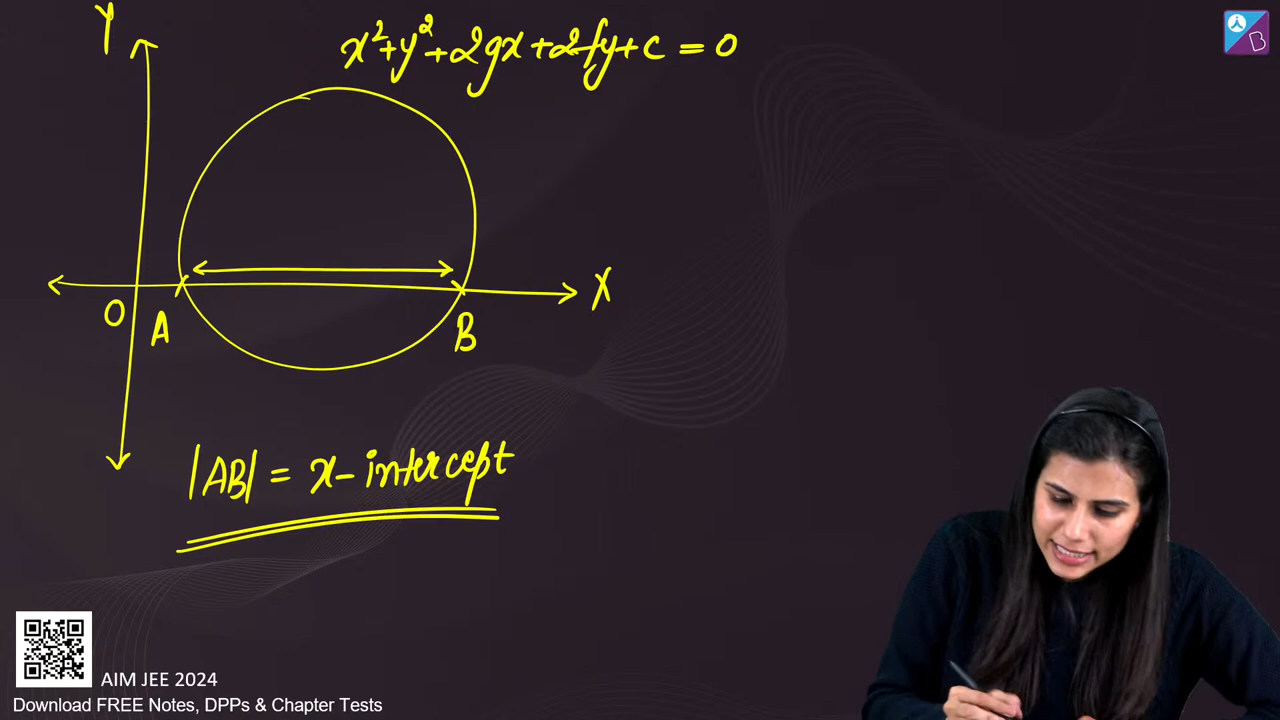 Y
x²+y²+2gx+2fy+c = 0
X
O
A
B
|AB| = x-intercept
AIM JEE 2024
Download FREE Notes, DPPs & Chapter Tests
B